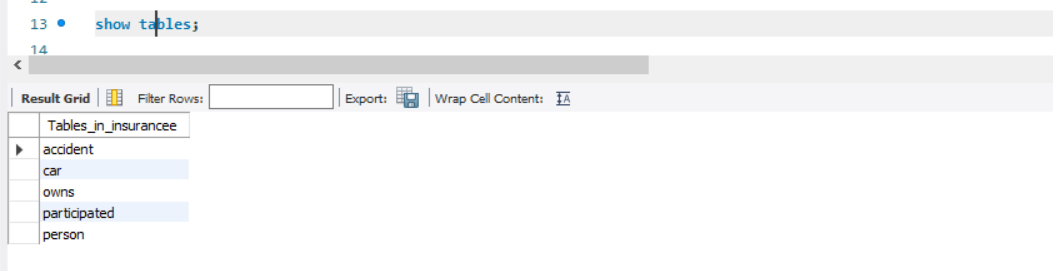 12
13 show tables;
14
Result Grid Filter Rows: Export: Wrap Cell Content: IA
Tables_in_insurancee
accident
car
owns
participated
person